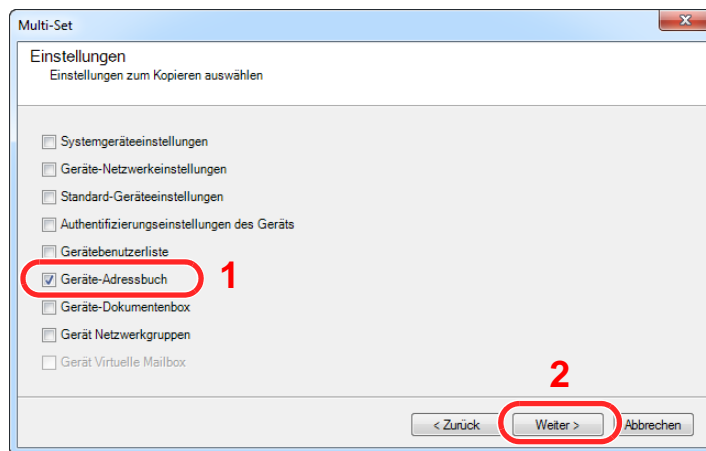 Multi-Set
Einstellungen
Einstellungen zum Kopieren auswählen
Systemgeräteeinstellungen
Geräte-Netzwerkeinstellungen
Standard-Geräteeinstellungen
Authentifizierungseinstellungen des Geräts
Gerätebenutzerliste
Geräte-Adressbuch 1
Geräte-Dokumentenbox
Gerät Netzwerkgruppen
Gerät Virtuelle Mailbox
2
< Zurück Weiter > Abbrechen